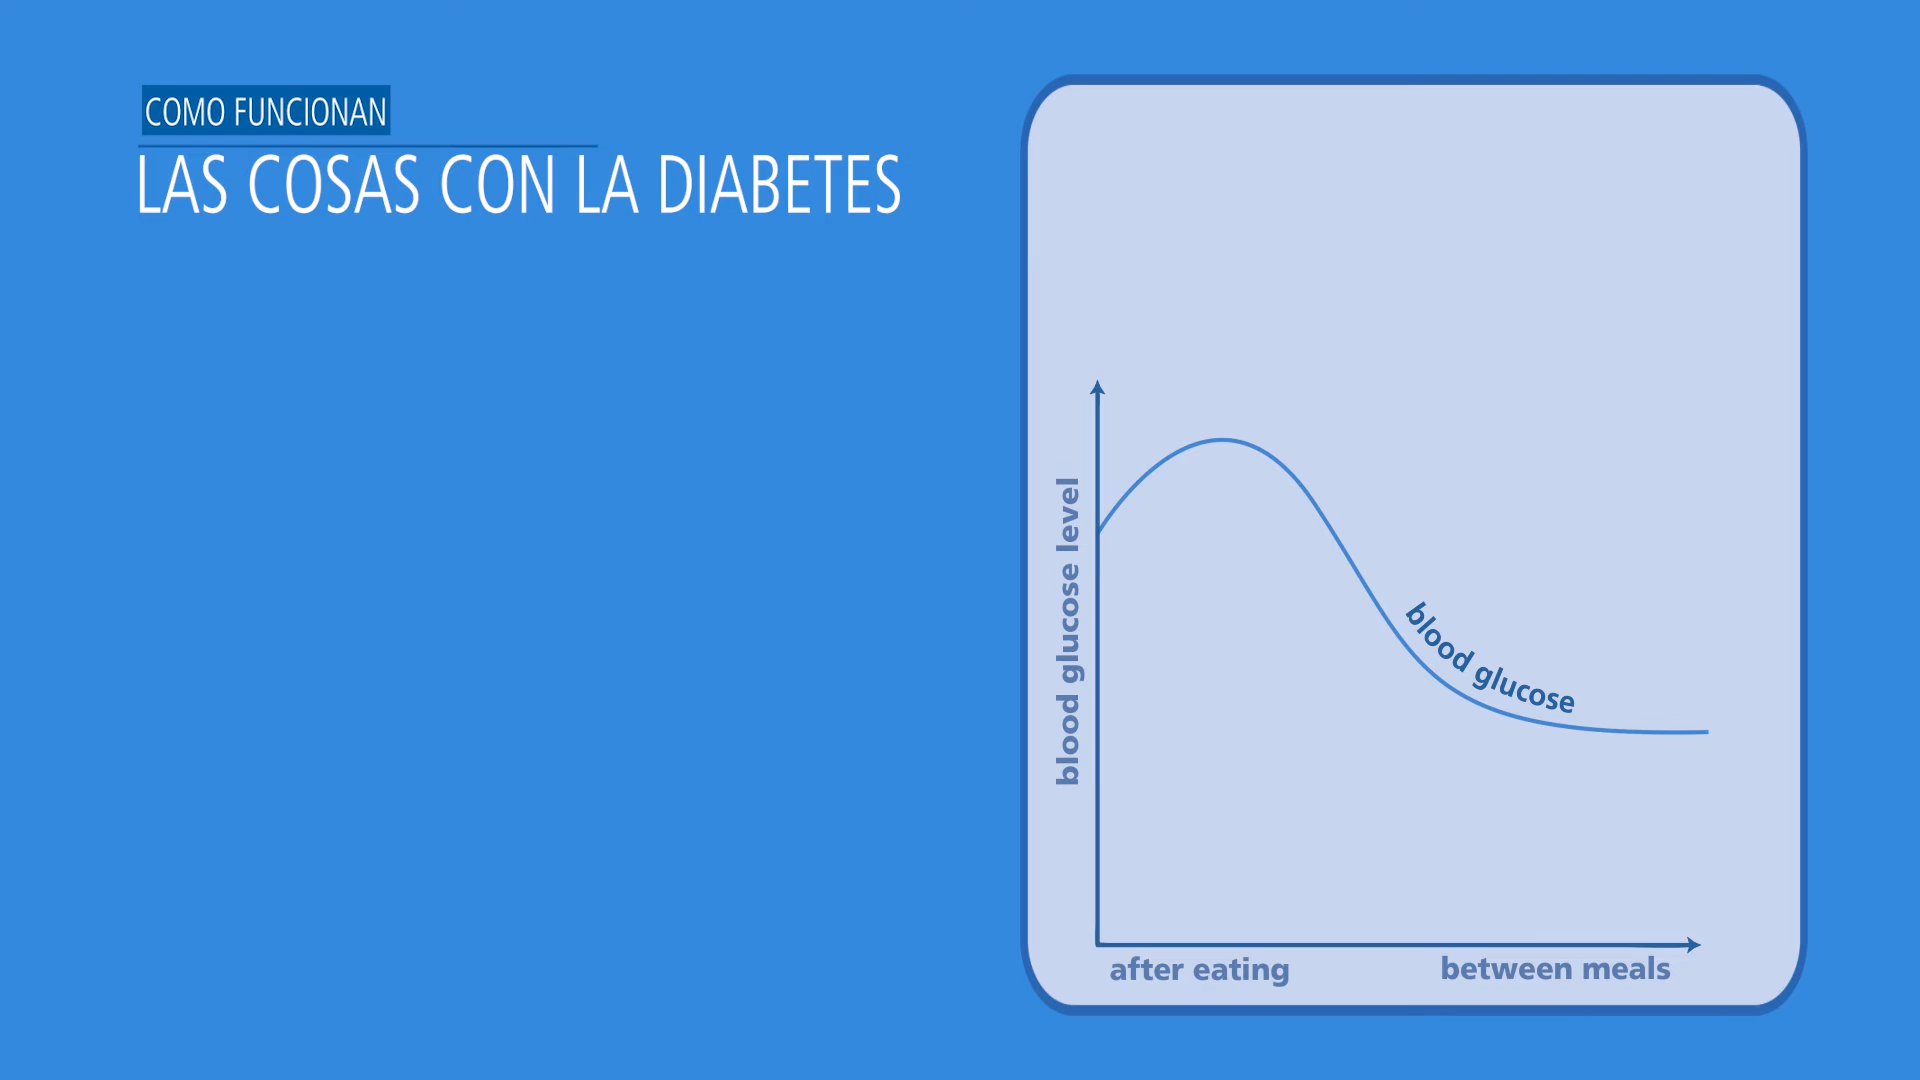 COMO FUNCIONAN
LAS COSAS CON LA DIABETES
blood glucose level
blood glucose
after eating
between meals